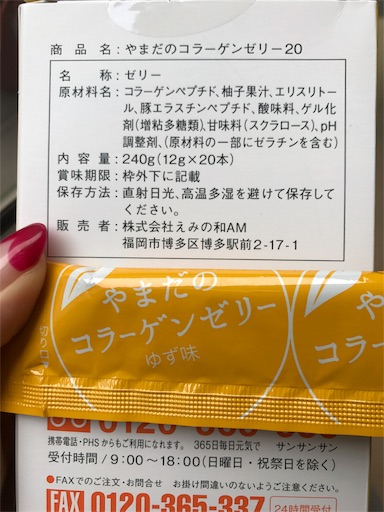 商品名:やまだのコラーゲンゼリー20
名称:ゼリー
原材料名:コラーゲンペプチド、柚子果汁、エリスリトー
ル、豚エラスチンペプチド、酸味料、ゲル化
剤(増粘多糖類)、甘味料(スクラロース)、pH
調整剤、(原材料の一部にゼラチンを含む)
内容量:240g(12g×20本)
賞味期限:枠外下に記載
保存方法:直射日光、高温多湿を避けて保存して
ください。
販売者:株式会社えみの和AM
福岡市博多区博多駅前2-17-1
やまだの
コラーゲンゼリー
ゆず味
切り口
携帯電話・PHSからもご利用になれます。 365日毎日元気で サンサンサン
受付時間/9:00~18:00(日曜日・祝祭日を除く)
●FAXでのご注文・お問合せ お掛け間違いのないようご注意ください。
FAX 0120-365-337 24時間受付